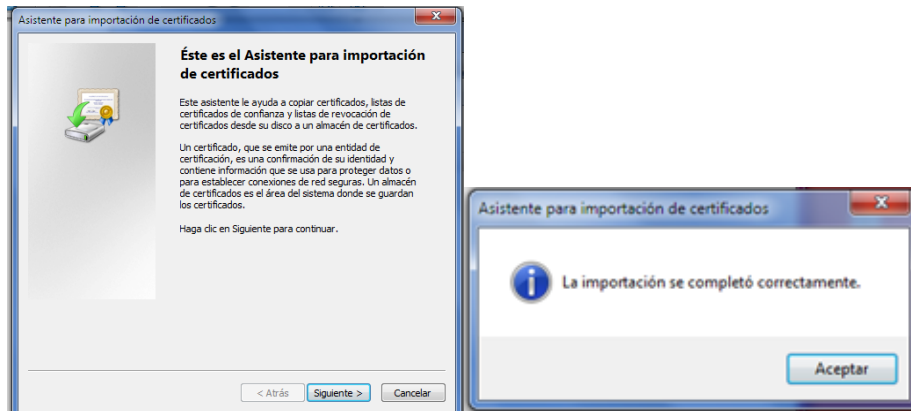 Asistente para importación de certificados
Éste es el Asistente para importación
de certificados
Este asistente le ayuda a copiar certificados, listas de
certificados de confianza y listas de revocación de
certificados desde su disco a un almacén de certificados.
Un certificado, que se emite por una entidad de
certificación, es una confirmación de su identidad y
contiene información que se usa para proteger datos o
para establecer conexiones de red seguras. Un almacén
de certificados es el área del sistema donde se guardan
los certificados.
Haga clic en Siguiente para continuar.
< Atrás Siguiente > Cancelar
Asistente para importación de certificados
La importación se completó correctamente.
Aceptar